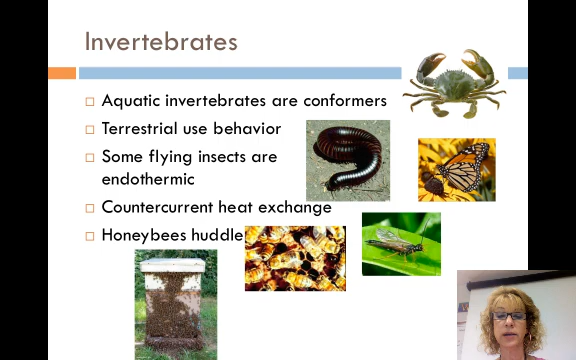 Invertebrates
Aquatic invertebrates are conformers
Terrestrial use behavior
Some flying insects are
endothermic
Countercurrent heat exchange
Honeybees huddle